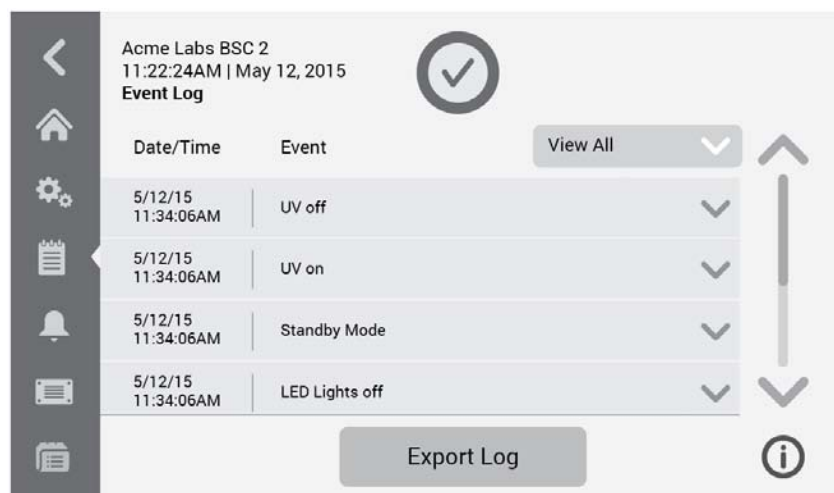 Acme Labs BSC 2
11:22:24AM | May 12, 2015
Event Log
Date/Time Event View All
5/12/15
11:34:06AM UV off
5/12/15
11:34:06AM UV on
5/12/15
11:34:06AM Standby Mode
5/12/15
11:34:06AM LED Lights off
Export Log